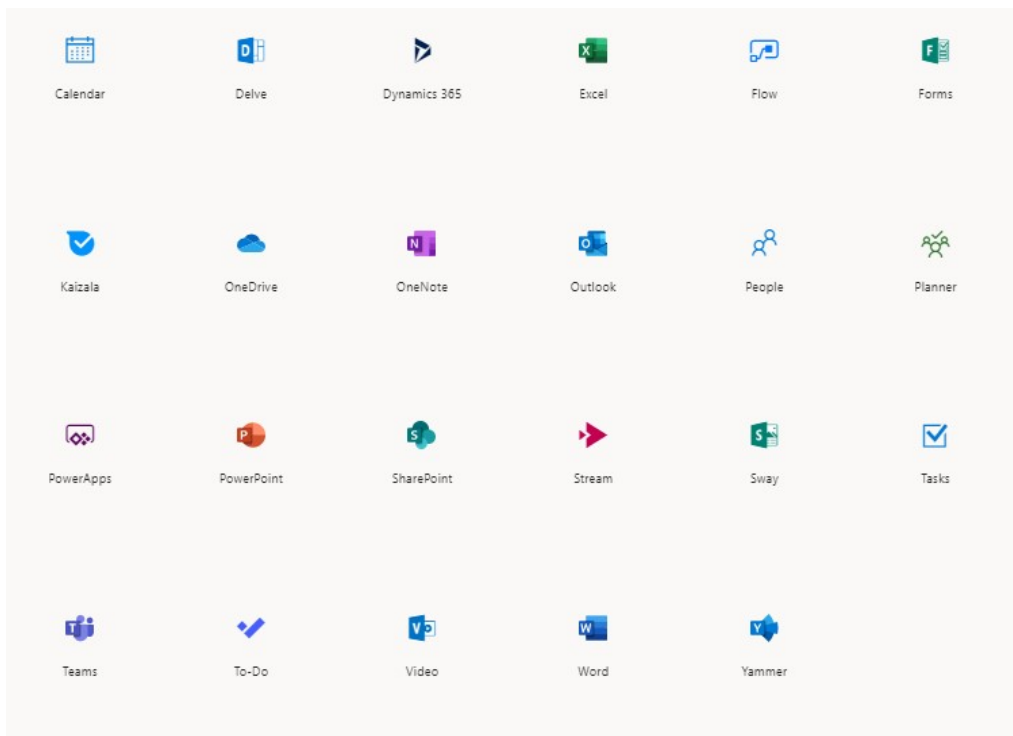 Calendar Delve Dynamics 365 Excel Flow Forms
Kaizala OneDrive OneNote Outlook People Planner
PowerApps PowerPoint SharePoint Stream Sway Tasks
Teams To-Do Video Word Yammer